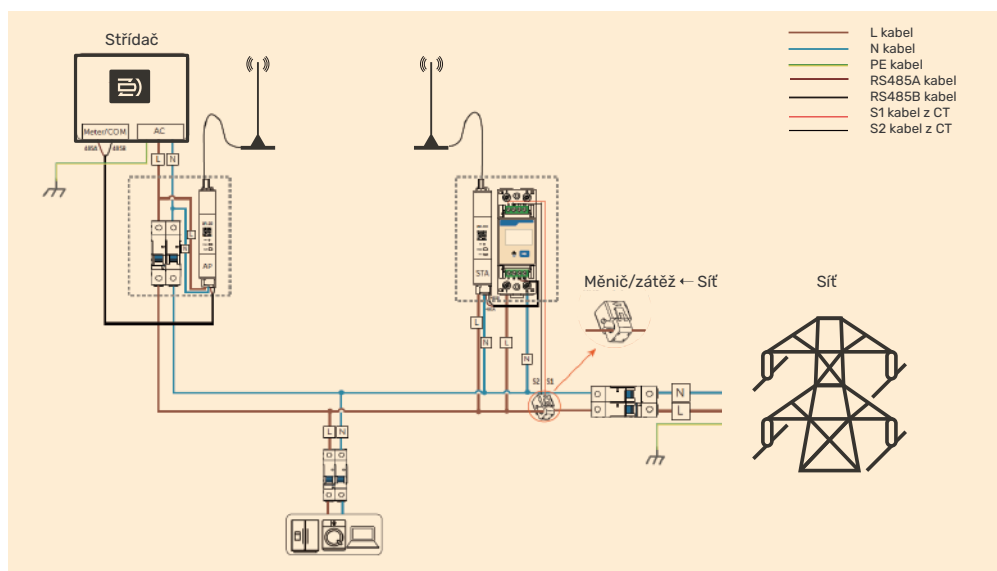 Střídač
L kabel
N kabel
PE kabel
RS485A kabel
RS485B kabel
S1 kabel z CT
S2 kabel z CT
Meter/COM
AC
485A
485B
L
N
L
N
AP
STA
L
N
L
N
S2
S1
Měnič/zátěž ← Síť
Síť
N
L
L
N